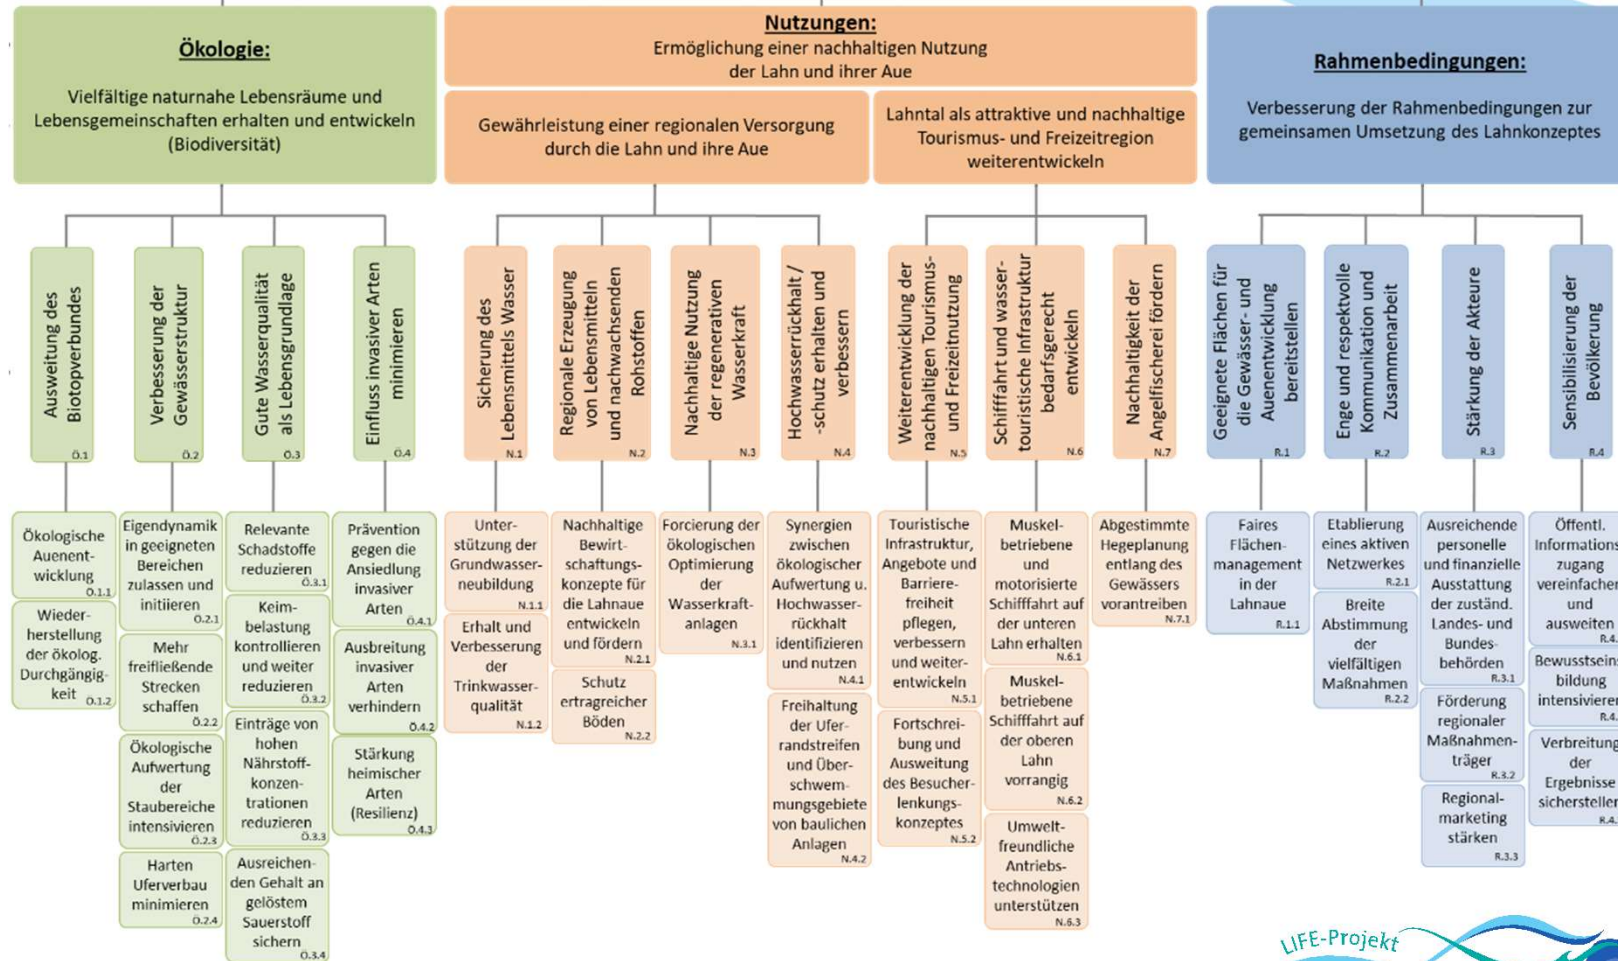 Ökologie:
Vielfältige naturnahe Lebensräume und
Lebensgemeinschaften erhalten und entwickeln
(Biodiversität)
Nutzungen:
Ermöglichung einer nachhaltigen Nutzung
der Lahn und ihrer Aue
Gewährleistung einer regionalen Versorgung
durch die Lahn und ihre Aue
Lahntal als attraktive und nachhaltige
Tourismus- und Freizeitregion
weiterentwickeln
Rahmenbedingungen:
Verbesserung der Rahmenbedingungen zur
gemeinsamen Umsetzung des Lahnkonzeptes
Ausweitung des
Biotopverbundes
Ö.1
Verbesserung der
Gewässerstruktur
Ö.2
Gute Wasserqualität
als Lebensgrundlage
Ö.3
Einfluss invasiver Arten
minimieren
Ö.4
Sicherung des
Lebensmittels Wasser
N.1
Regionale Erzeugung
von Lebensmitteln
und nachwachsenden
Rohstoffen
N.2
Nachhaltige Nutzung
der regenerativen
Wasserkraft
N.3
Hochwasserrückhalt /
-schutz erhalten und
verbessern
N.4
Weiterentwicklung der
nachhaltigen Tourismus-
und Freizeitnutzung
N.5
Schifffahrt und wasser-
touristische Infrastruktur
bedarfsgerecht
entwickeln
N.6
Nachhaltigkeit der
Angelfischerei fördern
N.7
Geeignete Flächen für
die Gewässer- und
Auenentwicklung
bereitstellen
R.1
Enge und respektvolle
Kommunikation und
Zusammenarbeit
R.2
Stärkung der Akteure
R.3
Sensibilisierung der
Bevölkerung
R.4
Ökologische
Auenent-
wicklung
Ö.1.1
Wieder-
herstellung
der ökolog.
Durchgängig-
keit
Ö.1.2
Eigendynamik
in geeigneten
Bereichen
zulassen und
initiieren
Ö.2.1
Mehr
freifließende
Strecken
schaffen
Ö.2.2
Ökologische
Aufwertung
der
Staubereiche
intensivieren
Ö.2.3
Harten
Uferverbau
minimieren
Ö.2.4
Relevante
Schadstoffe
reduzieren
Ö.3.1
Keim-
belastung
kontrollieren
und weiter
reduzieren
Ö.3.2
Einträge von
hohen
Nährstoff-
konzen-
trationen
reduzieren
Ö.3.3
Ausreichen-
den Gehalt an
gelöstem
Sauerstoff
sichern
Ö.3.4
Prävention
gegen die
Ansiedlung
invasiver
Arten
Ö.4.1
Ausbreitung
invasiver
Arten
verhindern
Ö.4.2
Stärkung
heimischer
Arten
(Resilienz)
Ö.4.3
Unter-
stützung der
Grundwasser-
neubildung
N.1.1
Erhalt und
Verbesserung
der
Trinkwasser-
qualität
N.1.2
Nachhaltige
Bewirt-
schaftungs-
konzepte für
die Lahnaue
entwickeln
und fördern
N.2.1
Schutz
ertragreicher
Böden
N.2.2
Forcierung der
ökologischen
Optimierung
der
Wasserkraft-
anlagen
N.3.1
Synergien
zwischen
ökologischer
Aufwertung u.
Hochwasser-
rückhalt
identifizieren
und nutzen
N.4.1
Freihaltung
der Ufer-
randstreifen
und Über-
schwem-
mungsgebiete
von baulichen
Anlagen
N.4.2
Touristische
Infrastruktur,
Angebote und
Barriere-
freiheit
pflegen,
verbessern
und weiter-
entwickeln
N.5.1
Fortschrei-
bung und
Ausweitung
des Besucher-
lenkungs-
konzeptes
N.5.2
Muskel-
betriebene
und
motorisierte
Schifffahrt auf
der unteren
Lahn erhalten
N.6.1
Muskel-
betriebene
Schifffahrt auf
der oberen
Lahn
vorrangig
N.6.2
Umwelt-
freundliche
Antriebs-
technologien
unterstützen
N.6.3
Abgestimmte
Hegeplanung
entlang des
Gewässers
vorantreiben
N.7.1
Faires
Flächen-
management
in der
Lahnaue
R.1.1
Etablierung
eines aktiven
Netzwerkes
R.2.1
Breite
Abstimmung
der
vielfältigen
Maßnahmen
R.2.2
Ausreichende
personelle
und finanzielle
Ausstattung
der zuständ.
Landes- und
Bundes-
behörden
R.3.1
Förderung
regionaler
Maßnahmen-
träger
R.3.2
Regional-
marketing
stärken
R.3.3
Öffentl.
Informations
zugang
vereinfachen
und
ausweiten
R.4.
Bewusstseins
bildung
intensivieren
R.4.
Verbreitung
der
Ergebnisse
sichersteller
R.4.
LIFE-Projekt